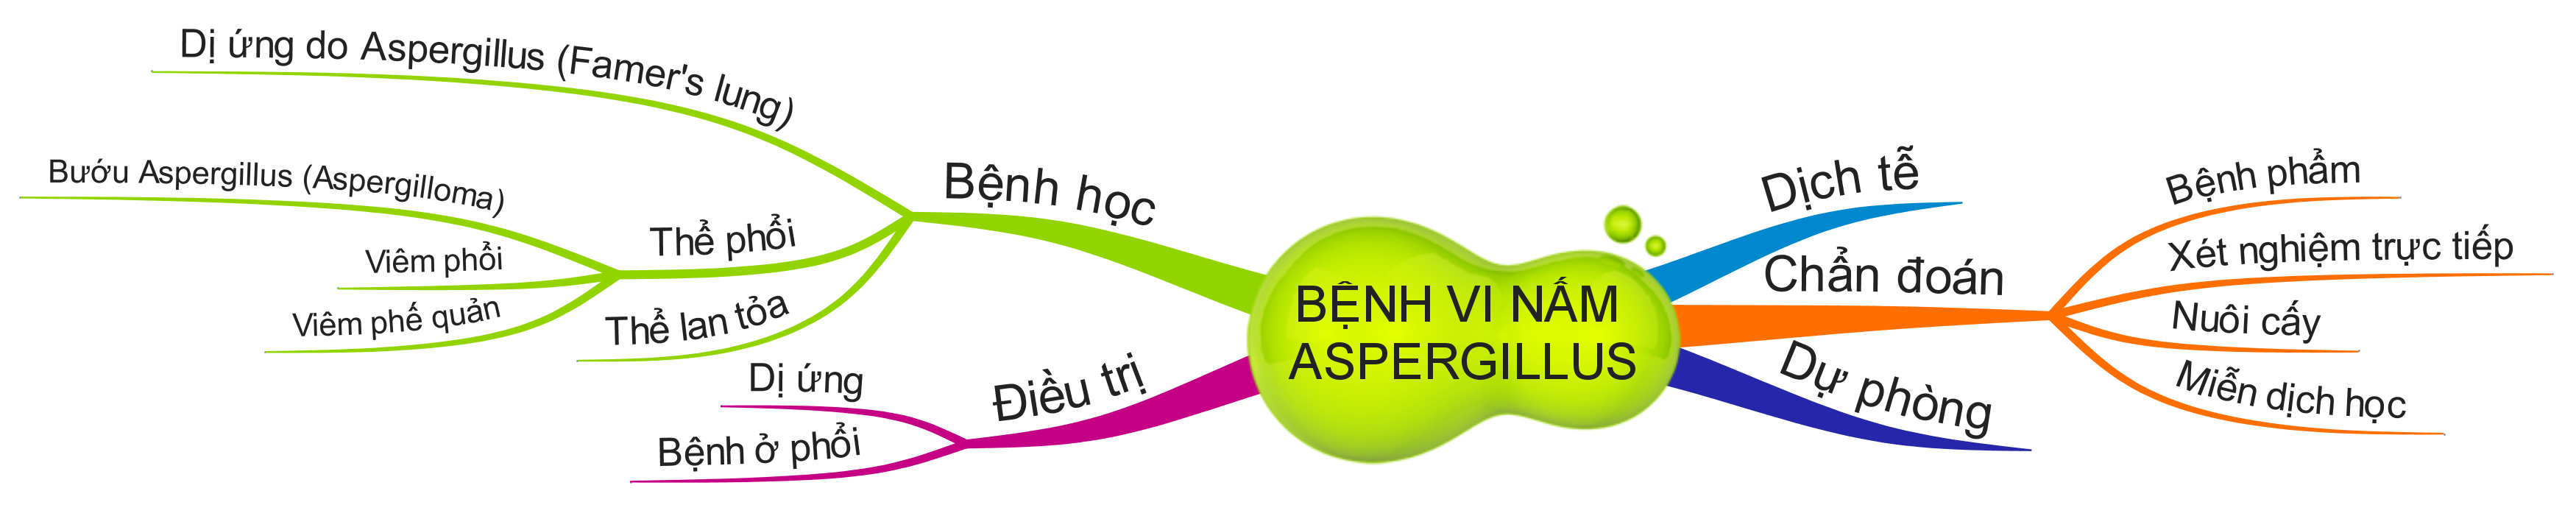 BỆNH VI NẤM
ASPERGILLUS
Dịch tễ
Chẩn đoán
Bệnh phẩm
Xét nghiệm trực tiếp
Nuôi cấy
Miễn dịch học
Dự phòng
Bệnh học
Dị ứng do Aspergillus (Famer's lung)
Thể phổi
Bướu Aspergillus (Aspergilloma)
Viêm phổi
Viêm phế quản
Thể lan tỏa
Điều trị
Dị ứng
Bệnh ở phổi